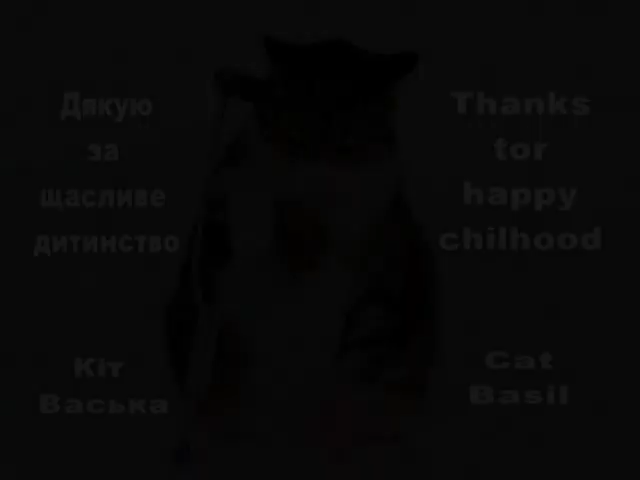 Дякую
за
щасливе
дитинство
Кіт
Васька
Thanks
tor
happy
chilhood
Cat
Basil